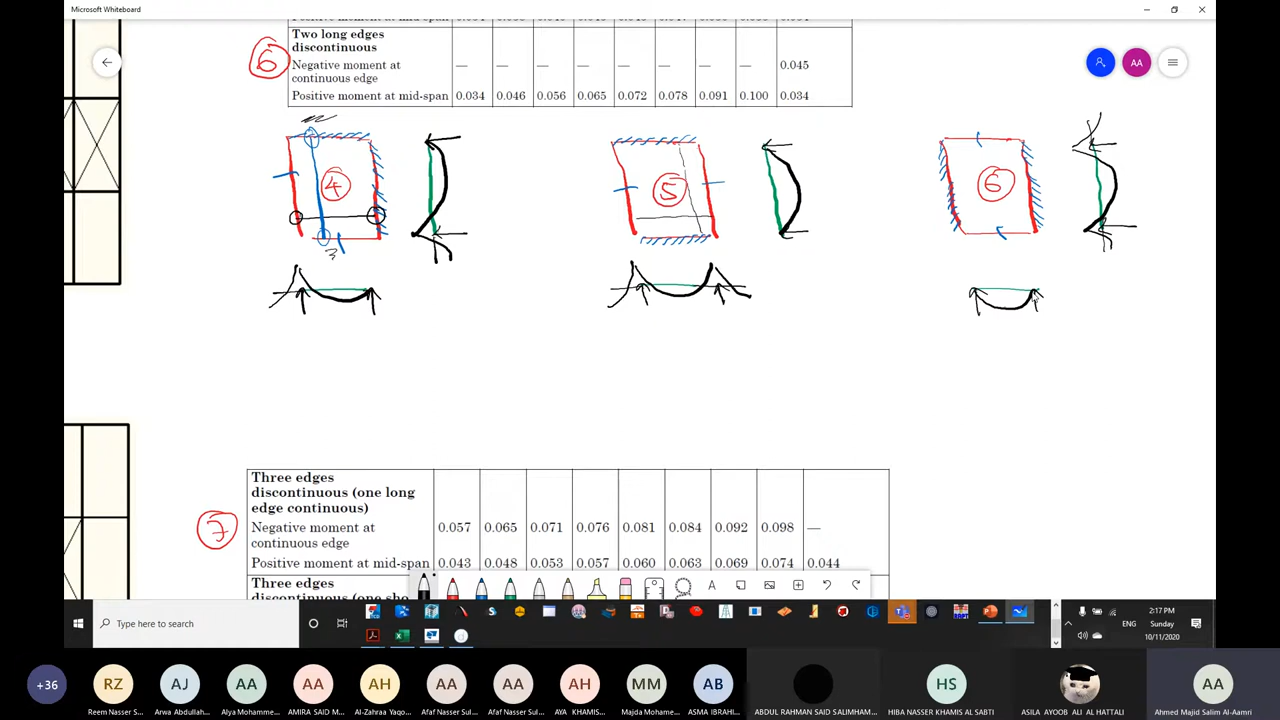 Microsoft Whiteboard
Two long edges
discontinuous
Negative moment at — — — — — — — — 0.045
continuous edge
Positive moment at mid-span 0.034 0.046 0.056 0.065 0.072 0.078 0.091 0.100 0.034
6
AA
4
5
6
Three edges
discontinuous (one long
edge continuous)
Negative moment at 0.057 0.065 0.071 0.076 0.081 0.084 0.092 0.098 —
continuous edge
Positive moment at mid-span 0.043 0.048 0.053 0.057 0.060 0.063 0.069 0.074 0.044
7
Three edges
discontinuous (one sho
A
Type here to search
ENG
2:17 PM
Sunday
10/11/2020
+36
RZ
AJ
AA
AA
AH
AA
AA
AH
MM
AB
HS
AA
Reem Nasser S...
Arwa Abdullah...
Alya Mohamme...
AMIRA SAID M...
Al-Zahraa Yaqo...
Afaf Nasser Sul...
Afaf Nasser Sul...
AYA KHAMIS...
Majda Mohame...
ASMA IBRAHI...
ABDUL RAHMAN SAID SALIMHAM...
HIBA NASSER KHAMIS AL SABTI
ASILA AYOOB ALI AL HATTALI
Ahmed Majid Salim Al-Aamri